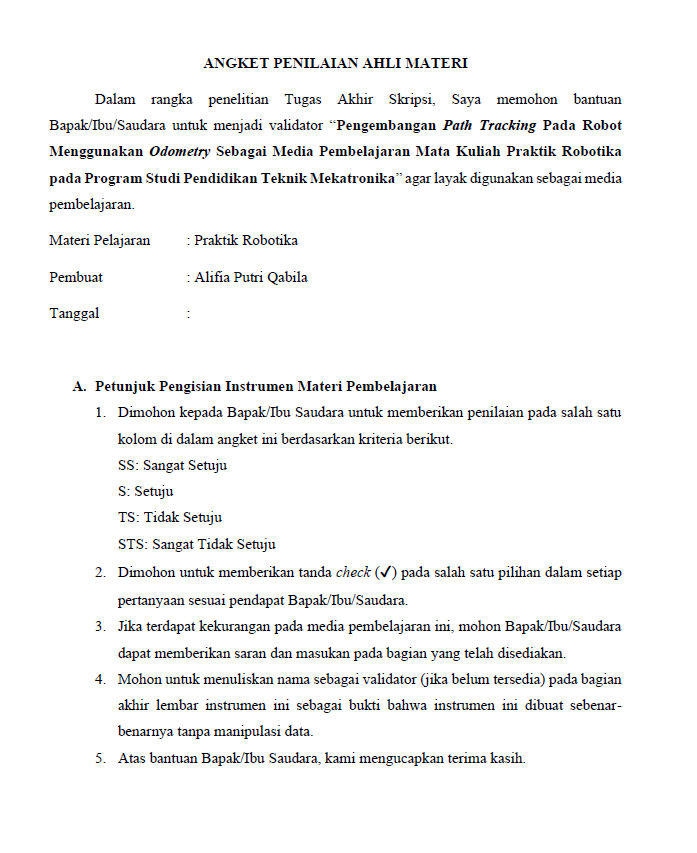 ANGKET PENILAIAN AHLI MATERI
Dalam rangka penelitian Tugas Akhir Skripsi, Saya memohon bantuan
Bapak/Ibu/Saudara untuk menjadi validator “Pengembangan Path Tracking Pada Robot
Menggunakan Odometry Sebagai Media Pembelajaran Mata Kuliah Praktik Robotika
pada Program Studi Pendidikan Teknik Mekatronika” agar layak digunakan sebagai media
pembelajaran.
Materi Pelajaran : Praktik Robotika
Pembuat : Alifia Putri Qabila
Tanggal :
A. Petunjuk Pengisian Instrumen Materi Pembelajaran
1. Dimohon kepada Bapak/Ibu Saudara untuk memberikan penilaian pada salah satu
kolom di dalam angket ini berdasarkan kriteria berikut.
SS: Sangat Setuju
S: Setuju
TS: Tidak Setuju
STS: Sangat Tidak Setuju
2. Dimohon untuk memberikan tanda check (✓) pada salah satu pilihan dalam setiap
pertanyaan sesuai pendapat Bapak/Ibu/Saudara.
3. Jika terdapat kekurangan pada media pembelajaran ini, mohon Bapak/Ibu/Saudara
dapat memberikan saran dan masukan pada bagian yang telah disediakan.
4. Mohon untuk menuliskan nama sebagai validator (jika belum tersedia) pada bagian
akhir lembar instrumen ini sebagai bukti bahwa instrumen ini dibuat sebenar-
benarnya tanpa manipulasi data.
5. Atas bantuan Bapak/Ibu Saudara, kami mengucapkan terima kasih.